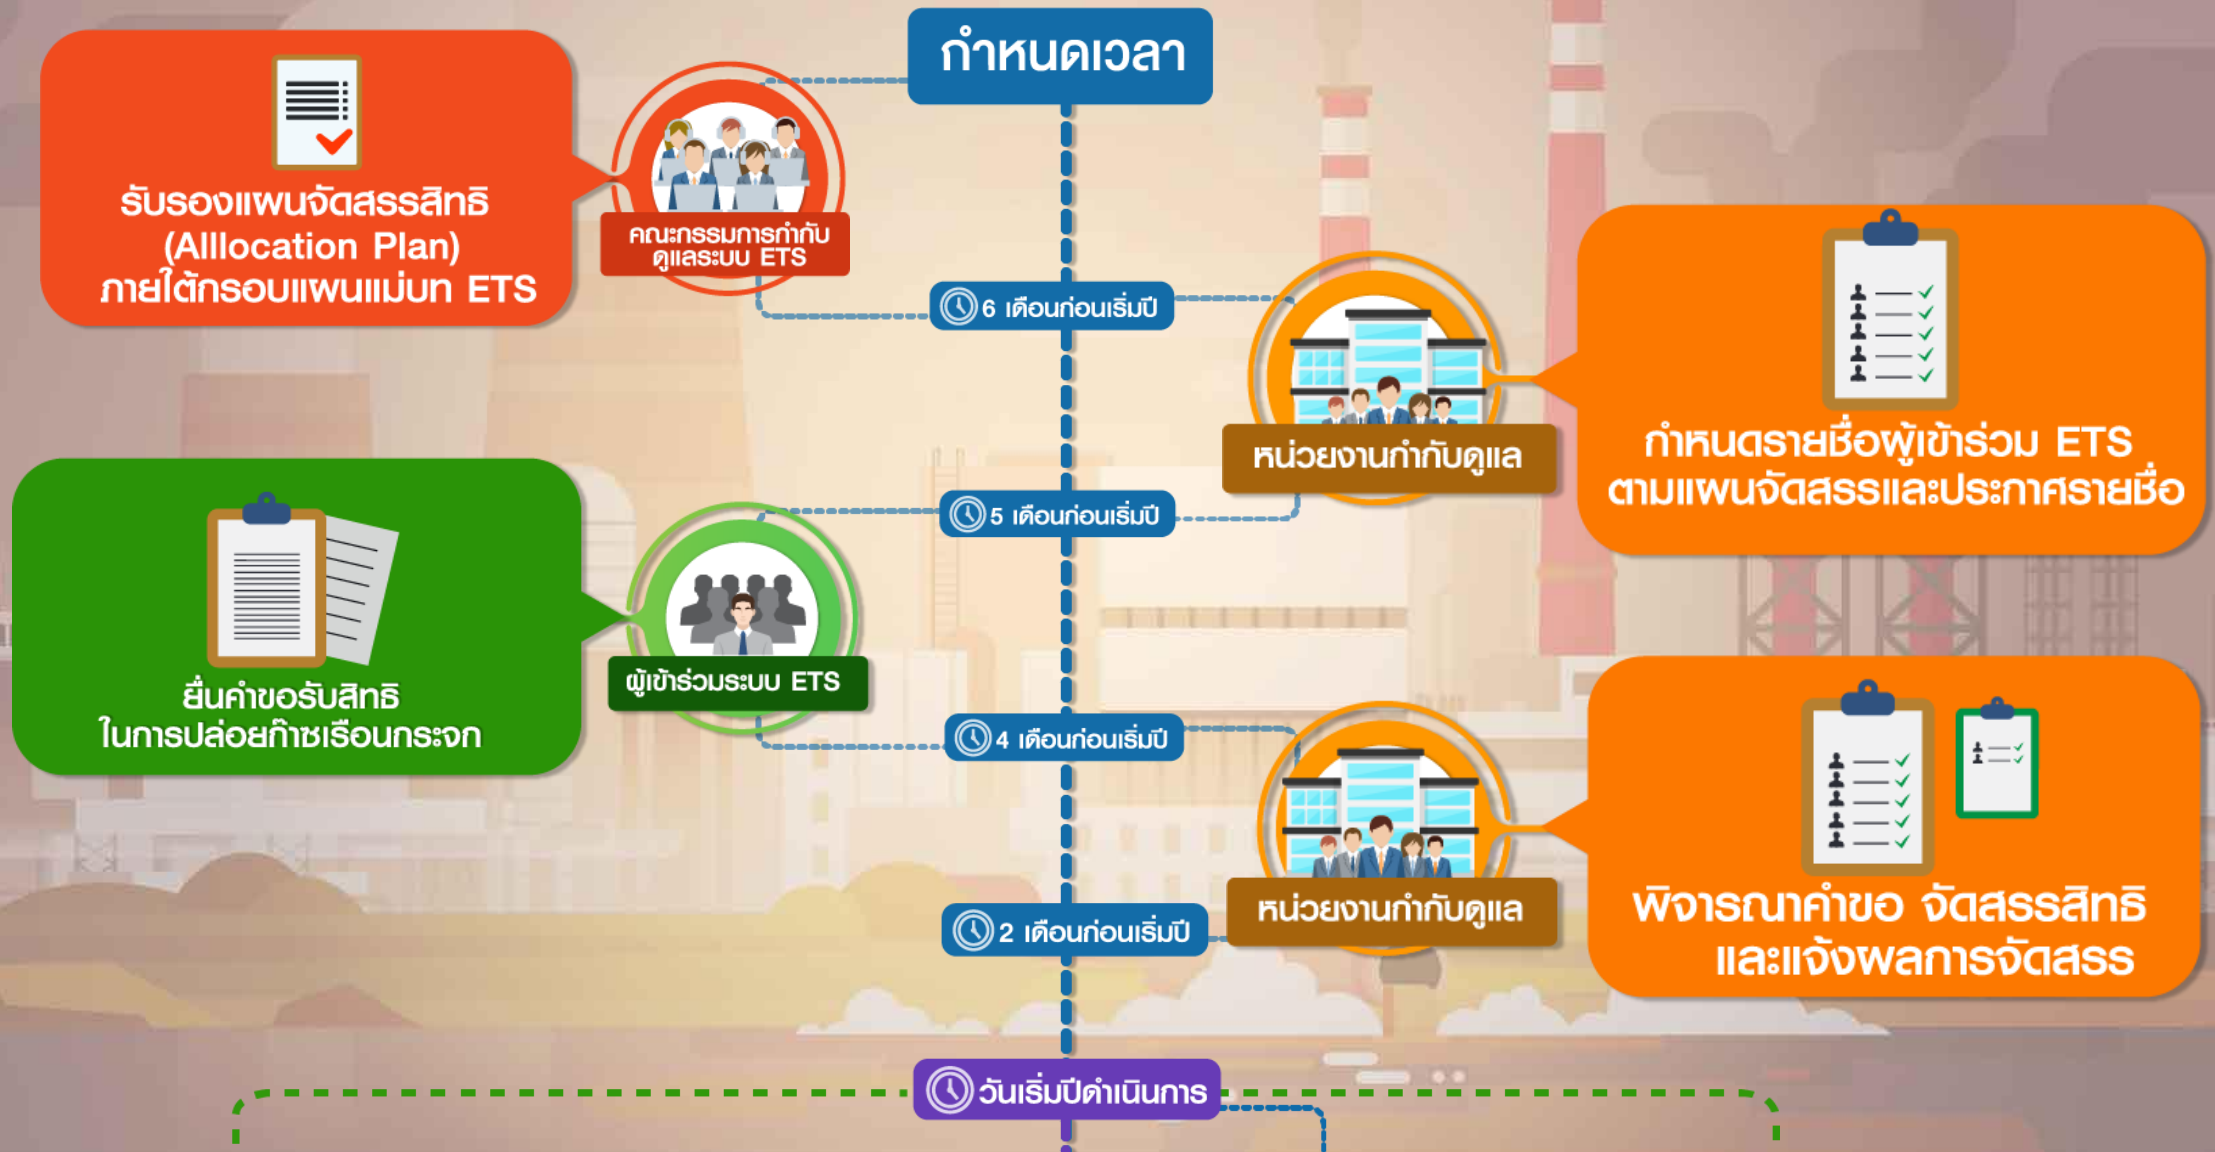 กำหนดเวลา
รับรองแผนจัดสรรสิทธิ
(Alllocation Plan)
ภายใต้กรอบแผนแม่บท ETS
คณะกรรมการกำกับ
ดูแลระบบ ETS
6 เดือนก่อนเริ่มปี
หน่วยงานกำกับดูแล
กำหนดรายชื่อผู้เข้าร่วม ETS
ตามแผนจัดสรรและประกาศรายชื่อ
5 เดือนก่อนเริ่มปี
ผู้เข้าร่วมระบบ ETS
ยื่นคำขอรับสิทธิ
ในการปล่อยก๊าซเรือนกระจก
4 เดือนก่อนเริ่มปี
หน่วยงานกำกับดูแล
พิจารณาคำขอ จัดสรรสิทธิ
และแจ้งผลการจัดสรร
2 เดือนก่อนเริ่มปี
วันเริ่มปีดำเนินการ